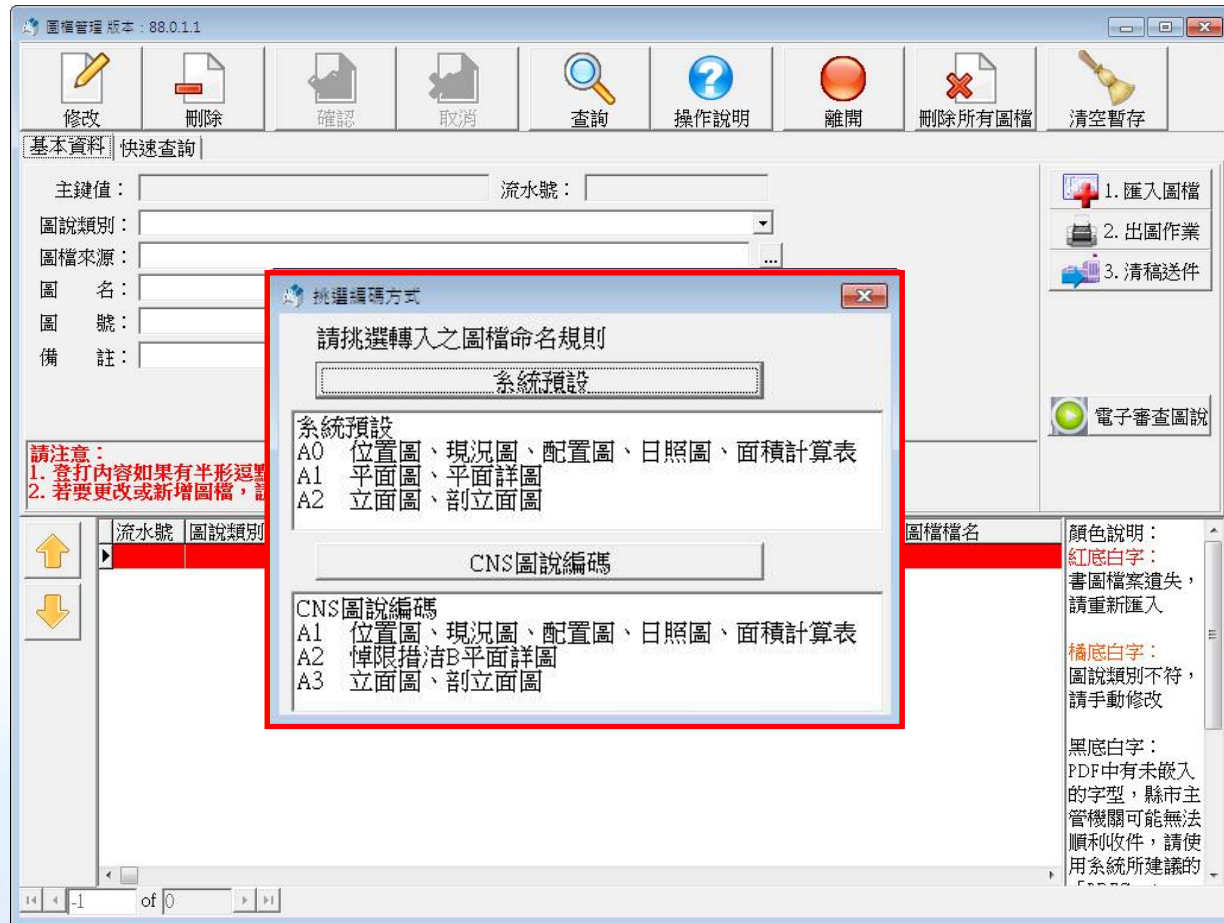 圖檔管理 版本：88.0.1.1
修改 刪除 確認 取消 查詢 操作說明 離開 刪除所有圖檔 清空暫存
基本資料 快速查詢
主鍵值： 流水號：
圖說類別：
圖檔來源： ...
圖 名：
圖 號：
備 註：
1. 匯入圖檔
2. 出圖作業
3. 清稿送件
電子審查圖說
請注意：
1. 登打內容如果有半形逗
2. 若要更改或新增圖檔，
挑選編碼方式
請挑選轉入之圖檔命名規則
系統預設
系統預設
A0 位置圖、現況圖、配置圖、日照圖、面積計算表
A1 平面圖、平面詳圖
A2 立面圖、剖立面圖
CNS圖說編碼
CNS圖說編碼
A1 位置圖、現況圖、配置圖、日照圖、面積計算表
A2 惲限措洁B平面詳圖
A3 立面圖、剖立面圖
流水號 圖說類別 圖檔檔名
顏色說明：
紅底白字：
書圖檔案遺失，
請重新匯入
橘底白字：
圖說類別不符，
請手動修改
黑底白字：
PDF中有未嵌入
的字型，縣市主
管機關可能無法
順利收件，請使
用系統所建議的
-1 of 0